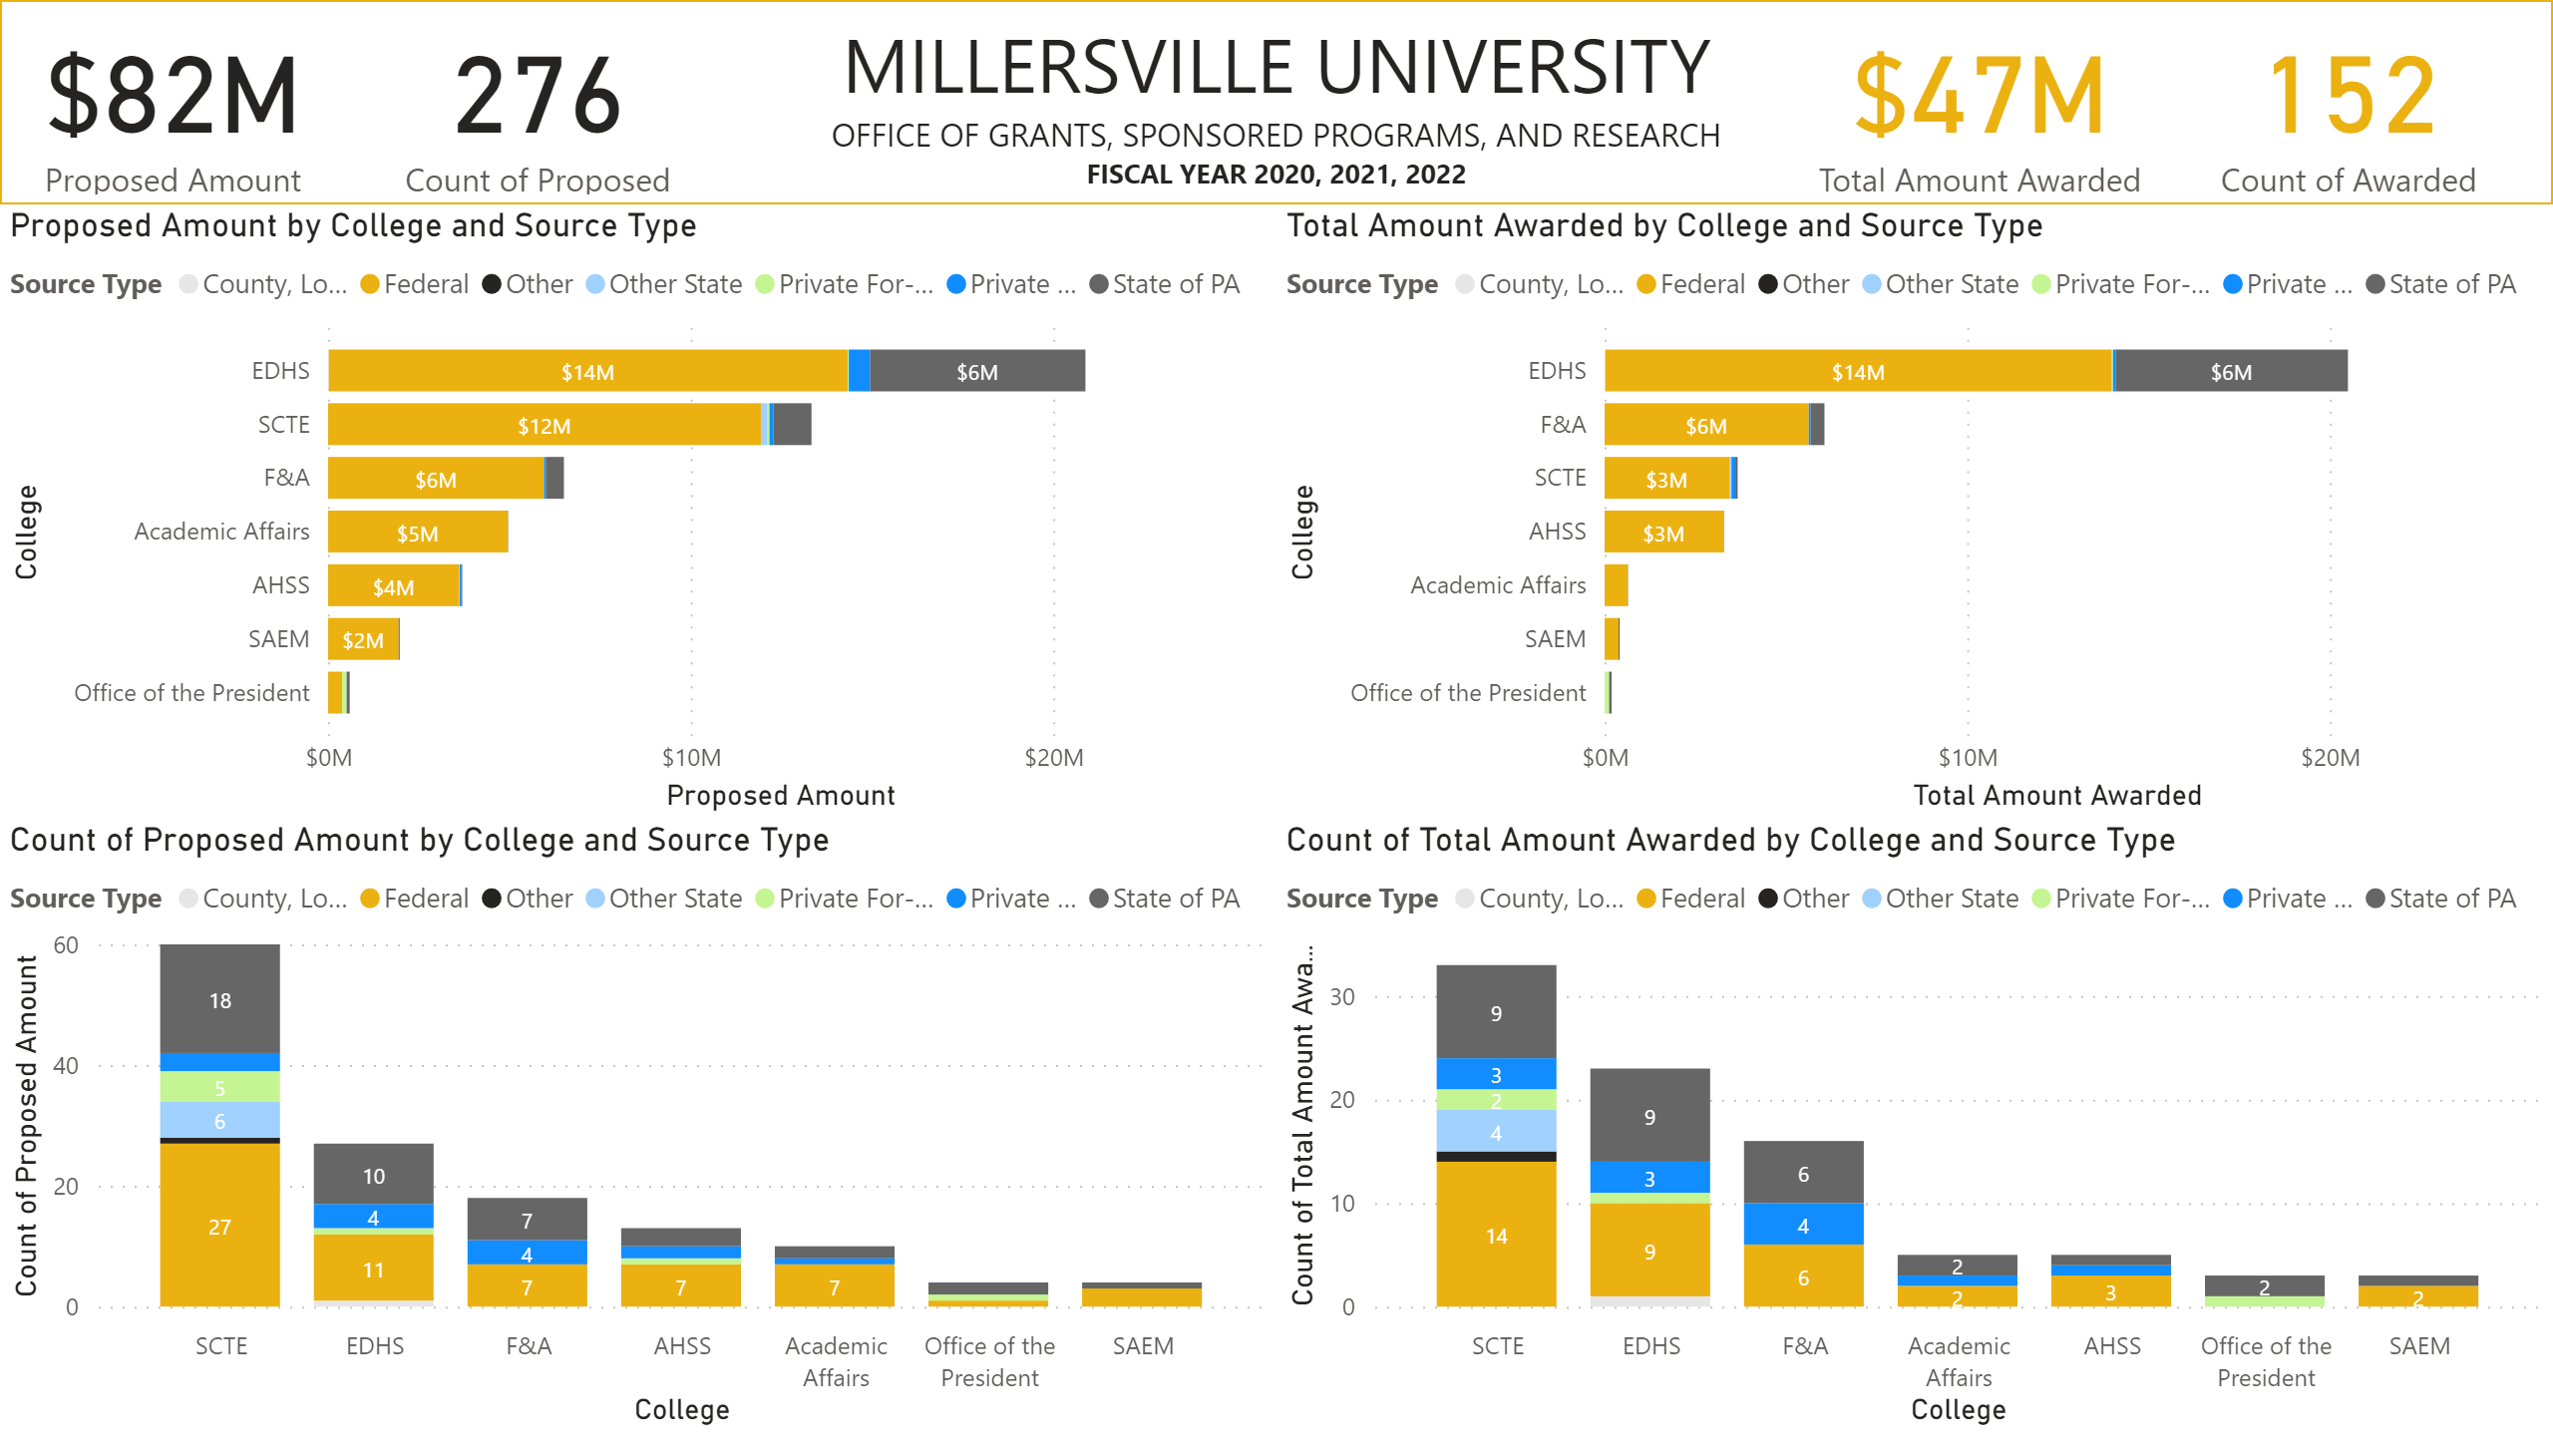 $82M
Proposed Amount
276
Count of Proposed
MILLERSVILLE UNIVERSITY
OFFICE OF GRANTS, SPONSORED PROGRAMS, AND RESEARCH
FISCAL YEAR 2020, 2021, 2022
$47M
Total Amount Awarded
152
Count of Awarded
Proposed Amount by College and Source Type
Source Type County, Lo... Federal Other Other State Private For-... Private ... State of PA
College
EDHS $14M $6M
SCTE $12M
F&A $6M
Academic Affairs $5M
AHSS $4M
SAEM $2M
Office of the President
$0M $10M $20M
Proposed Amount
Total Amount Awarded by College and Source Type
Source Type County, Lo... Federal Other Other State Private For-... Private ... State of PA
College
EDHS $14M $6M
F&A $6M
SCTE $3M
AHSS $3M
Academic Affairs
SAEM
Office of the President
$0M $10M $20M
Total Amount Awarded
Count of Proposed Amount by College and Source Type
Source Type County, Lo... Federal Other Other State Private For-... Private ... State of PA
Count of Proposed Amount
60
40
20
0
18
5
6
27
10
4
11
7
4
7
7
7
SCTE EDHS F&A AHSS Academic Office of the SAEM
Affairs President
College
Count of Total Amount Awarded by College and Source Type
Source Type County, Lo... Federal Other Other State Private For-... Private ... State of PA
Count of Total Amount Awa...
30
20
10
0
9
3
2
4
14
9
3
9
6
4
6
2
2
3
2
2
SCTE EDHS F&A Academic AHSS Office of the SAEM
Affairs President
College